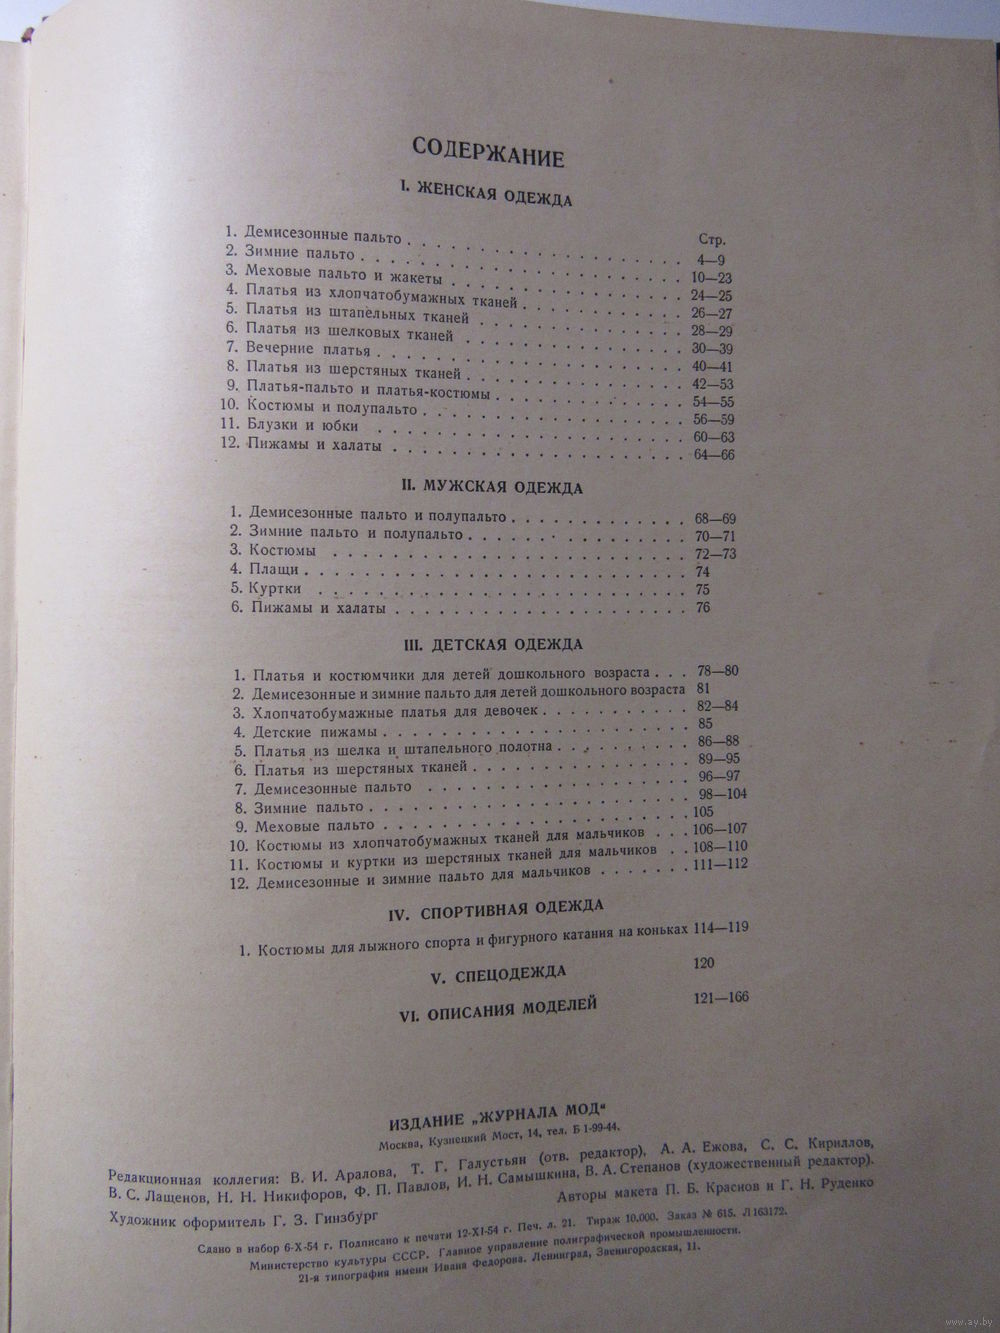 СОДЕРЖАНИЕ
I. ЖЕНСКАЯ ОДЕЖДА
Стр.
1. Демисезонные пальто . . . . . . . . . . . . . . . 4—9
2. Зимние пальто . . . . . . . . . . . . . . . . . . 10—23
3. Меховые пальто и жакеты . . . . . . . . . . . . . 24—25
4. Платья из хлопчатобумажных тканей . . . . . . . . . 26—27
5. Платья из штапельных тканей . . . . . . . . . . . 28—29
6. Платья из шелковых тканей . . . . . . . . . . . . 30—39
7. Вечерние платья . . . . . . . . . . . . . . . . . 40—41
8. Платья из шерстяных тканей . . . . . . . . . . . . 42—53
9. Платья-пальто и платья-костюмы . . . . . . . . . . 54—55
10. Костюмы и полупальто . . . . . . . . . . . . . . 56—59
11. Блузки и юбки . . . . . . . . . . . . . . . . . 60—63
12. Пижамы и халаты . . . . . . . . . . . . . . . . 64—66
II. МУЖСКАЯ ОДЕЖДА
1. Демисезонные пальто и полупальто . . . . . . . . . . 68—69
2. Зимние пальто и полупальто . . . . . . . . . . . . 70—71
3. Костюмы . . . . . . . . . . . . . . . . . . . 72—73
4. Плащи . . . . . . . . . . . . . . . . . . . . 74
5. Куртки . . . . . . . . . . . . . . . . . . . . 75
6. Пижамы и халаты . . . . . . . . . . . . . . . . 76
III. ДЕТСКАЯ ОДЕЖДА
1. Платья и костюмчики для детей дошкольного возраста . . . 78—80
2. Демисезонные и зимние пальто для детей дошкольного возраста 81
3. Хлопчатобумажные платья для девочек . . . . . . . . . 82—84
4. Детские пижамы . . . . . . . . . . . . . . . . . 85
5. Платья из шелка и штапельного полотна . . . . . . . . 86—88
6. Платья из шерстяных тканей . . . . . . . . . . . . 89—95
7. Демисезонные пальто . . . . . . . . . . . . . . 96—97
8. Зимние пальто . . . . . . . . . . . . . . . . . 98—104
9. Меховые пальто . . . . . . . . . . . . . . . . . 105
10. Костюмы из хлопчатобумажных тканей для мальчиков . . . 106—107
11. Костюмы и куртки из шерстяных тканей для мальчиков . . 108—110
12. Демисезонные и зимние пальто для мальчиков . . . . . . . 111—112
IV. СПОРТИВНАЯ ОДЕЖДА
1. Костюмы для лыжного спорта и фигурного катания на коньках 114—119
V. СПЕЦОДЕЖДА 120
VI. ОПИСАНИЯ МОДЕЛЕЙ 121—166
ИЗДАНИЕ „ЖУРНАЛА МОД“
Москва, Кузнецкий Мост, 14, тел. Б 1-99-44.
Редакционная коллегия: В. И. Аралова, Т. Г. Галустьян (отв. редактор), А. А. Ежова, С. С. Кириллов,
В. С. Лащенов, Н. Н. Никифоров, Ф. П. Павлов, И. Н. Самышкина, В. А. Степанов (художественный редактор).
Художник оформитель Г. З. Гинзбург Авторы макета П. Б. Краснов и Г. Н. Руденко
Сдано в набор 6-X-54 г. Подписано к печати 12-XI-54 г. Печ. л. 21. Тираж 10.000. Заказ № 615. Л 163172.
Министерство культуры СССР. Главное управление полиграфической промышленности.
21-я типография имени Ивана Федорова. Ленинград, Звенигородская, 11.
www.ay.by